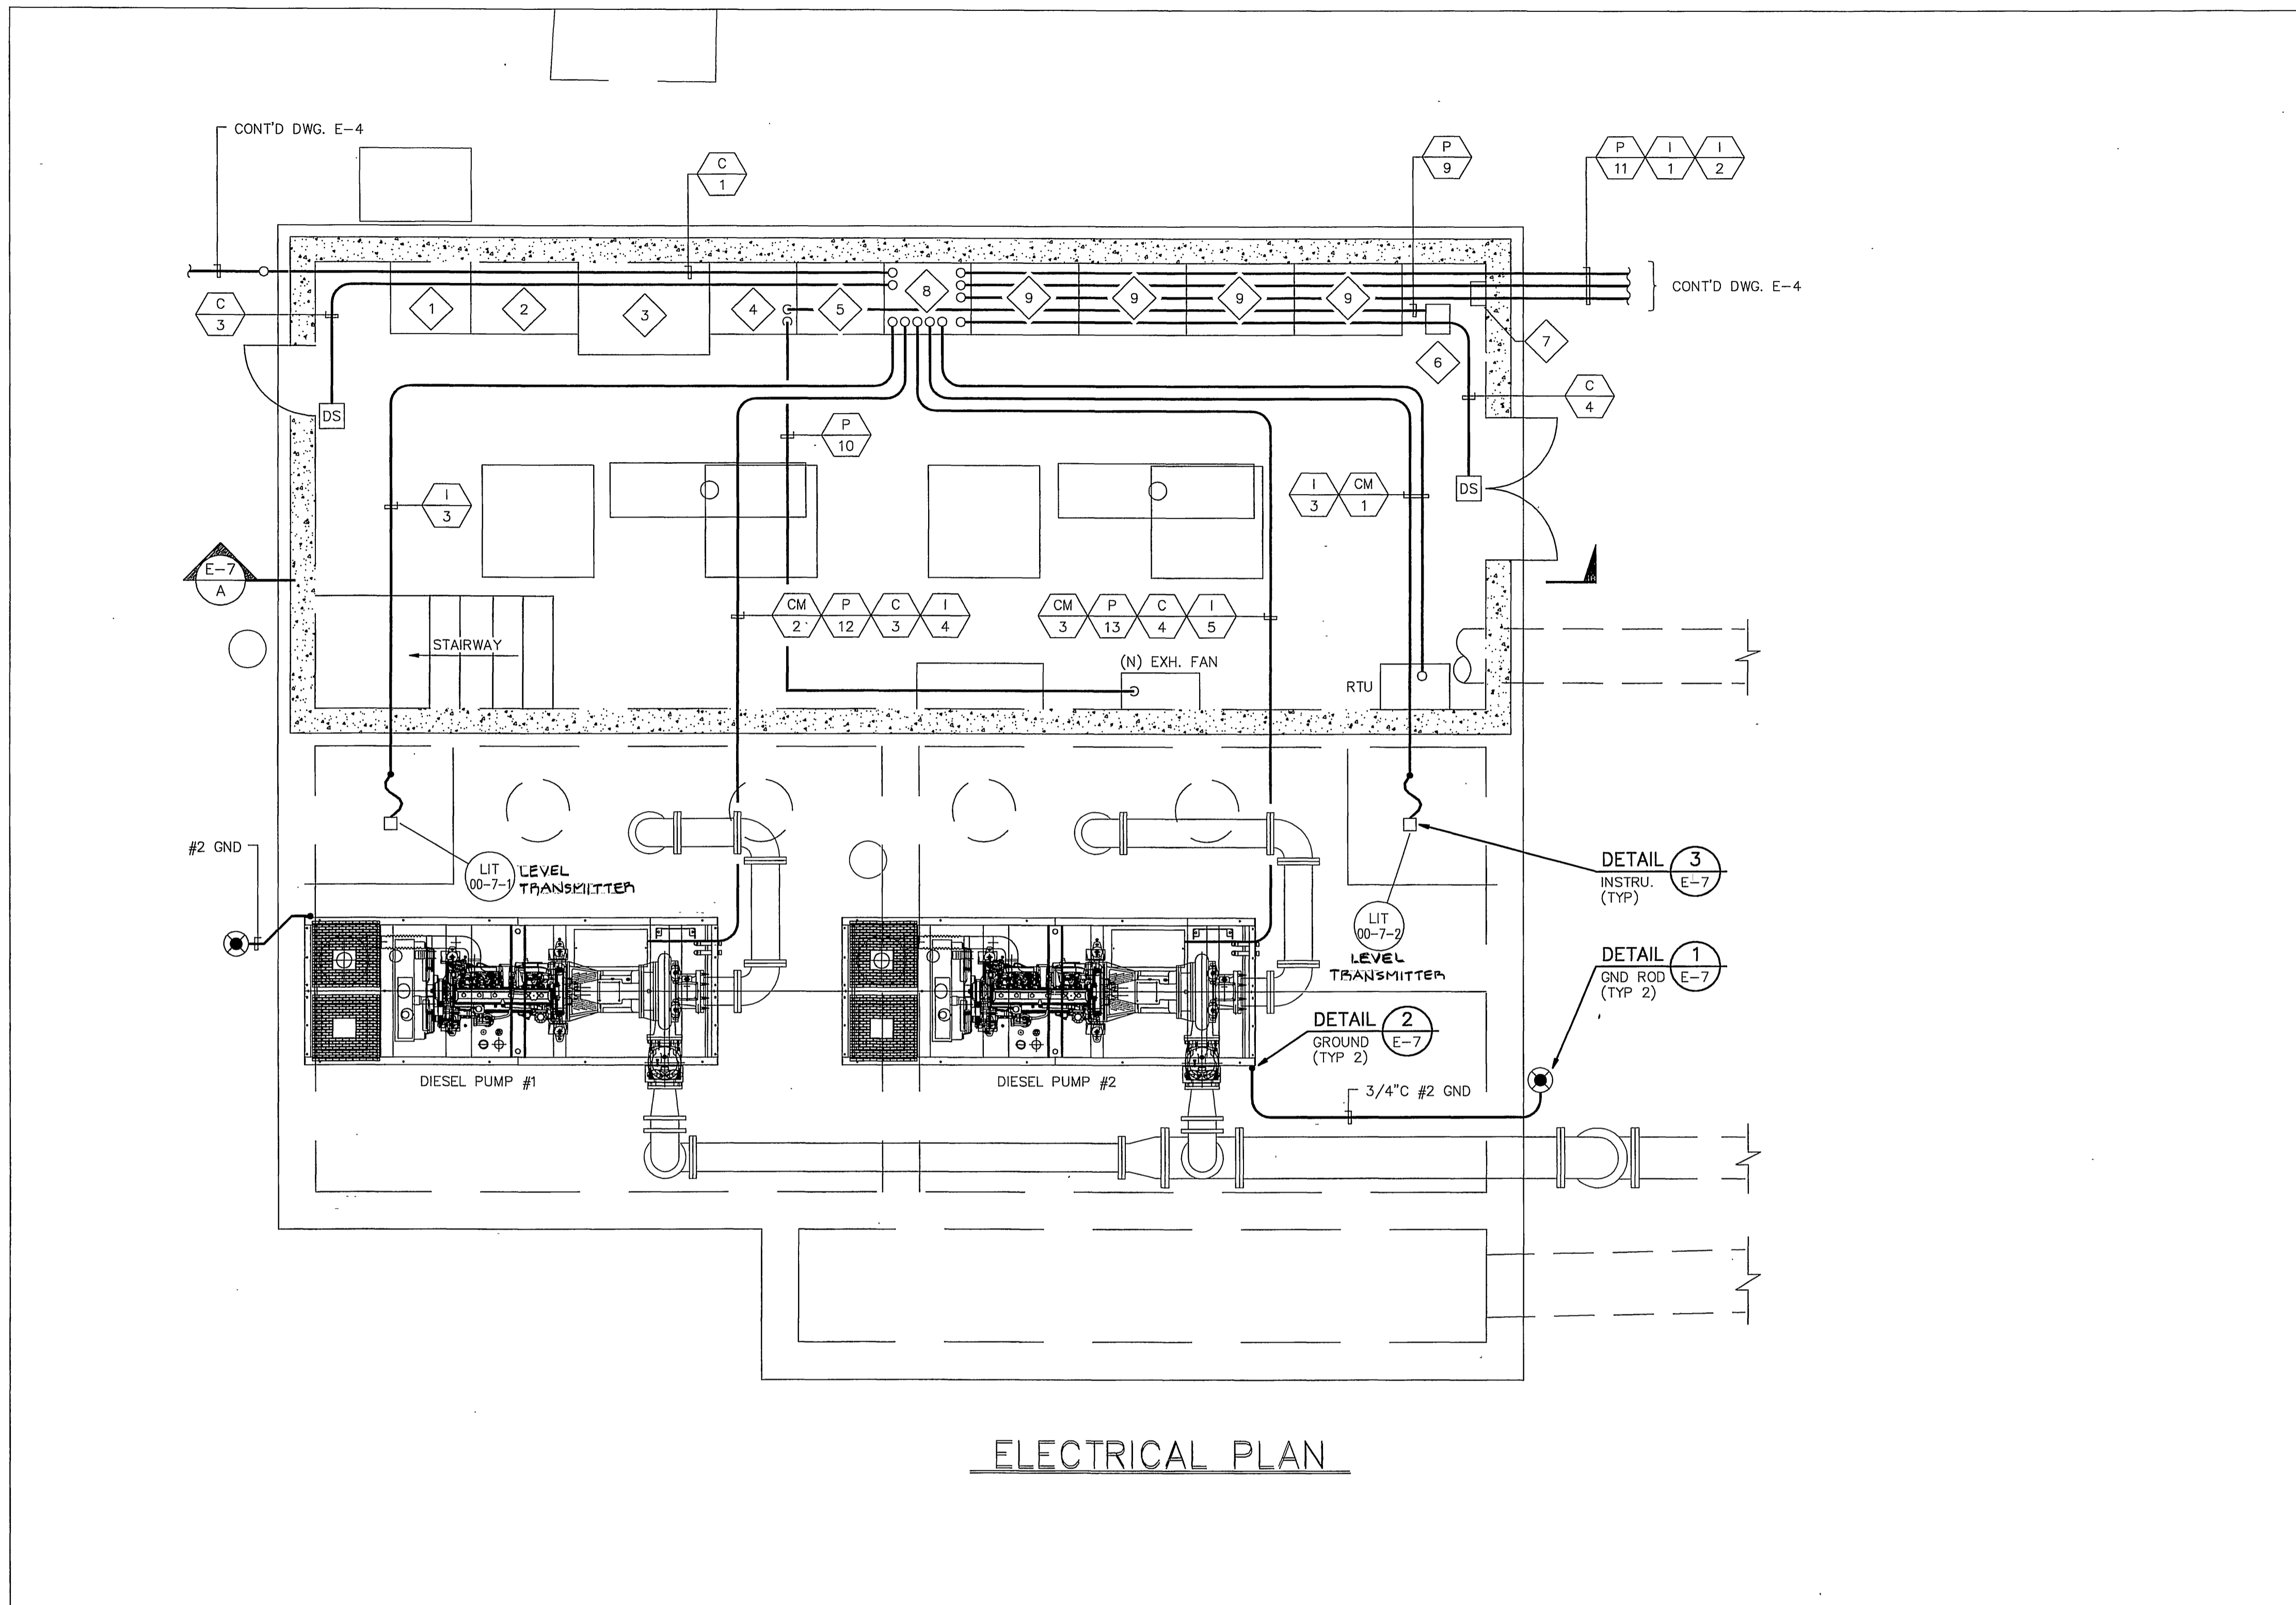 CONT'D DWG. E-4
C
1
P
9
P
11
I
1
I
2
CONT'D DWG. E-4
C
3
1
2
3
4
5
8
9
9
9
9
6
7
C
4
DS
DS
P
10
I
3
I
3
CM
1
E-7
A
STAIRWAY
CM
2
P
12
C
3
I
4
CM
3
P
13
C
4
I
5
(N) EXH. FAN
RTU
#2 GND
LIT
00-7-1
LEVEL
TRANSMITTER
DETAIL
3
E-7
INSTRU.
(TYP)
LIT
00-7-2
LEVEL
TRANSMITTER
DETAIL
1
E-7
GND ROD
(TYP 2)
DETAIL
2
E-7
GROUND
(TYP 2)
DIESEL PUMP #1
DIESEL PUMP #2
3/4"C #2 GND
ELECTRICAL PLAN